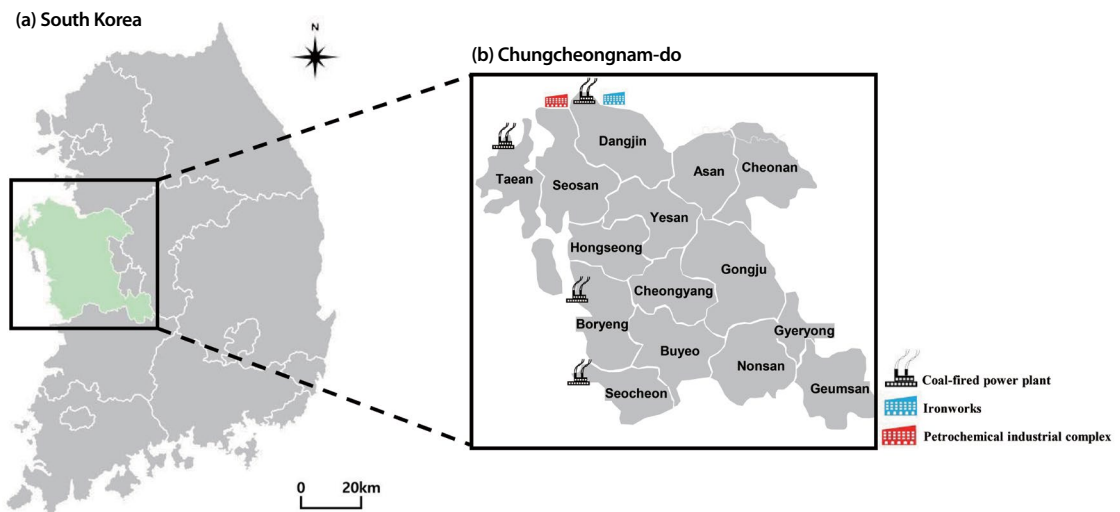 (a) South Korea
N
(b) Chungcheongnam-do
Dangjin
Asan
Cheonan
Taean
Seosan
Yesan
Hongseong
Gongju
Cheongyang
Boryeng
Gyeryong
Buyeo
Nonsan
Seocheon
Geumsan
Coal-fired power plant
Ironworks
Petrochemical industrial complex
0 20km